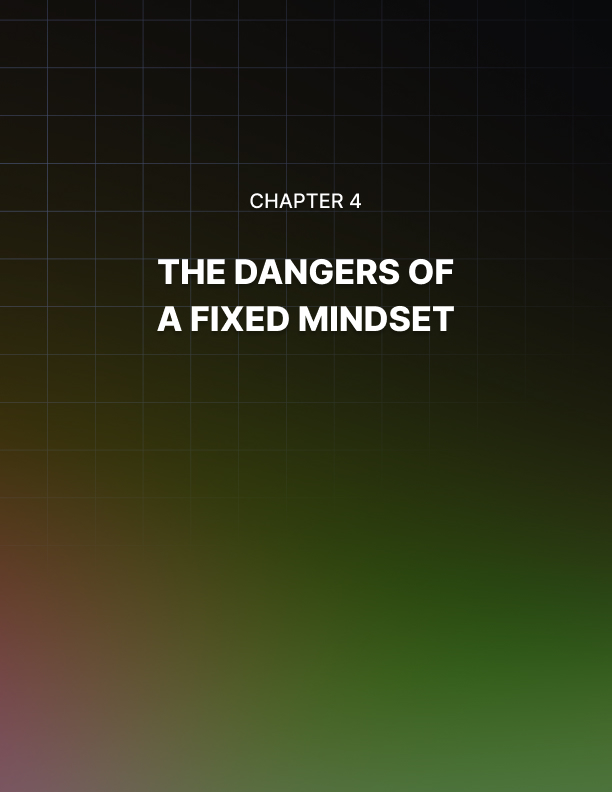 CHAPTER 4
THE DANGERS OF
A FIXED MINDSET